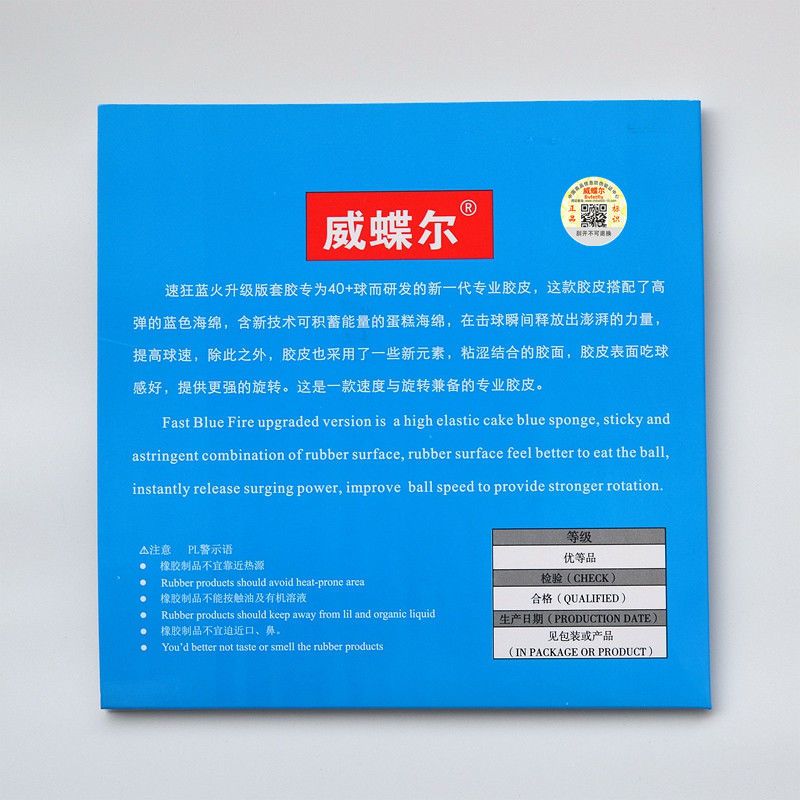 威蝶尔®
威蝶尔
正品
标识
刮开不可退换
速狂蓝火升级版套胶专为40+球而研发的新一代专业胶皮，这款胶皮搭配了高
弹的蓝色海绵，含新技术可积蓄能量的蛋糕海绵，在击球瞬间释放出澎湃的力量，
提高球速，除此之外，胶皮也采用了一些新元素，粘涩结合的胶面，胶皮表面吃球
感好，提供更强的旋转。这是一款速度与旋转兼备的专业胶皮。
Fast Blue Fire upgraded version is a high elastic cake blue sponge, sticky and
astringent combination of rubber surface, rubber surface feel better to eat the ball,
instantly release surging power, improve ball speed to provide stronger rotation.
⚠注意 PL警示语
● 橡胶制品不宜靠近热源
● Rubber products should avoid heat-prone area
● 橡胶制品不能按触油及有机溶液
● Rubber products should keep away from lil and organic liquid
● 橡胶制品不宜迫近口、鼻。
● You'd better not taste or smell the rubber products
等级
优等品
检验（CHECK）
合格（QUALIFIED）
生产日期（PRODUCTION DATE）
见包装或产品
（IN PACKAGE OR PRODUCT）